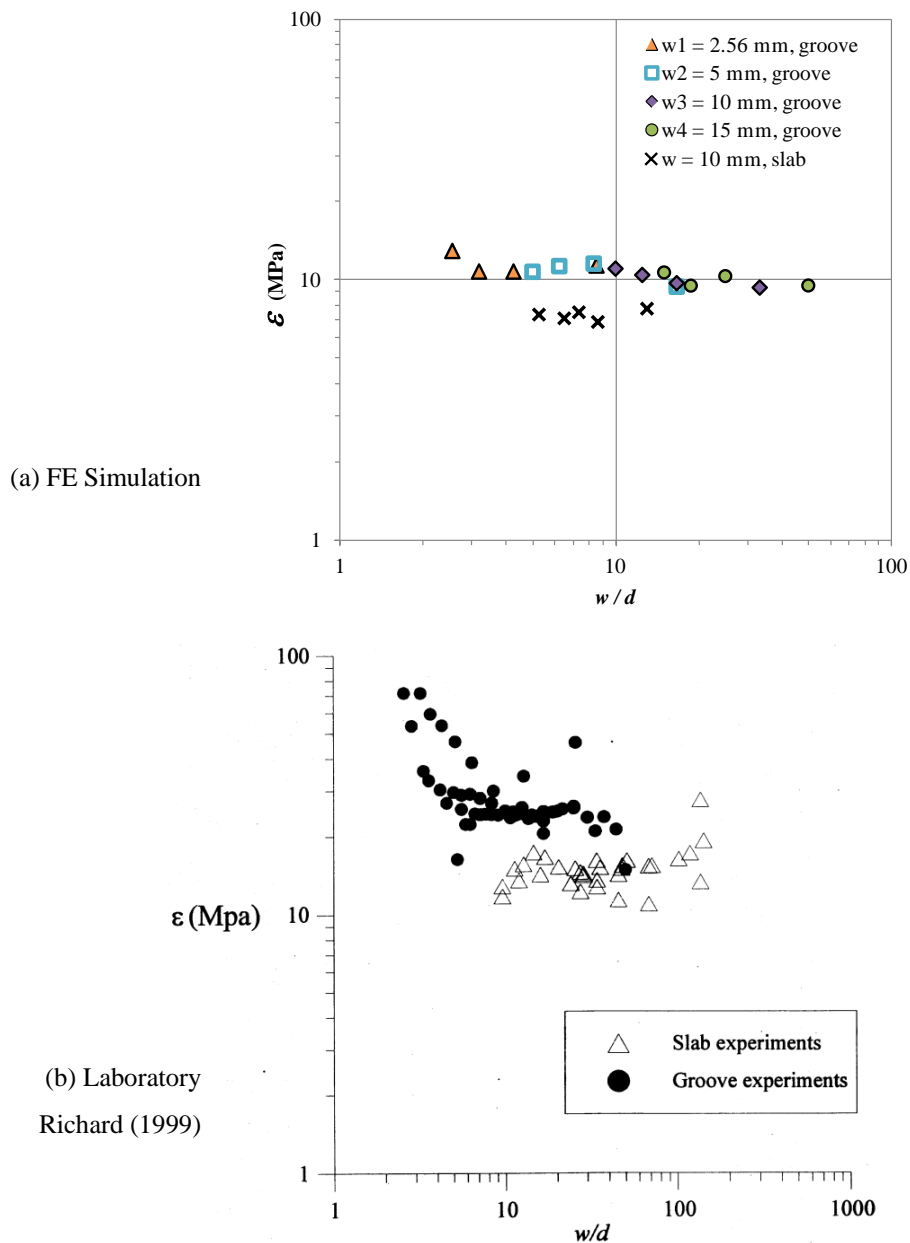 100
w1 = 2.56 mm, groove
w2 = 5 mm, groove
w3 = 10 mm, groove
w4 = 15 mm, groove
w = 10 mm, slab
ε (MPa)
10
(a) FE Simulation
1
1 10 100
w / d
100
ε (Mpa)
10
Slab experiments
(b) Laboratory
Groove experiments
Richard (1999)
1
1 10 100 1000
w/d